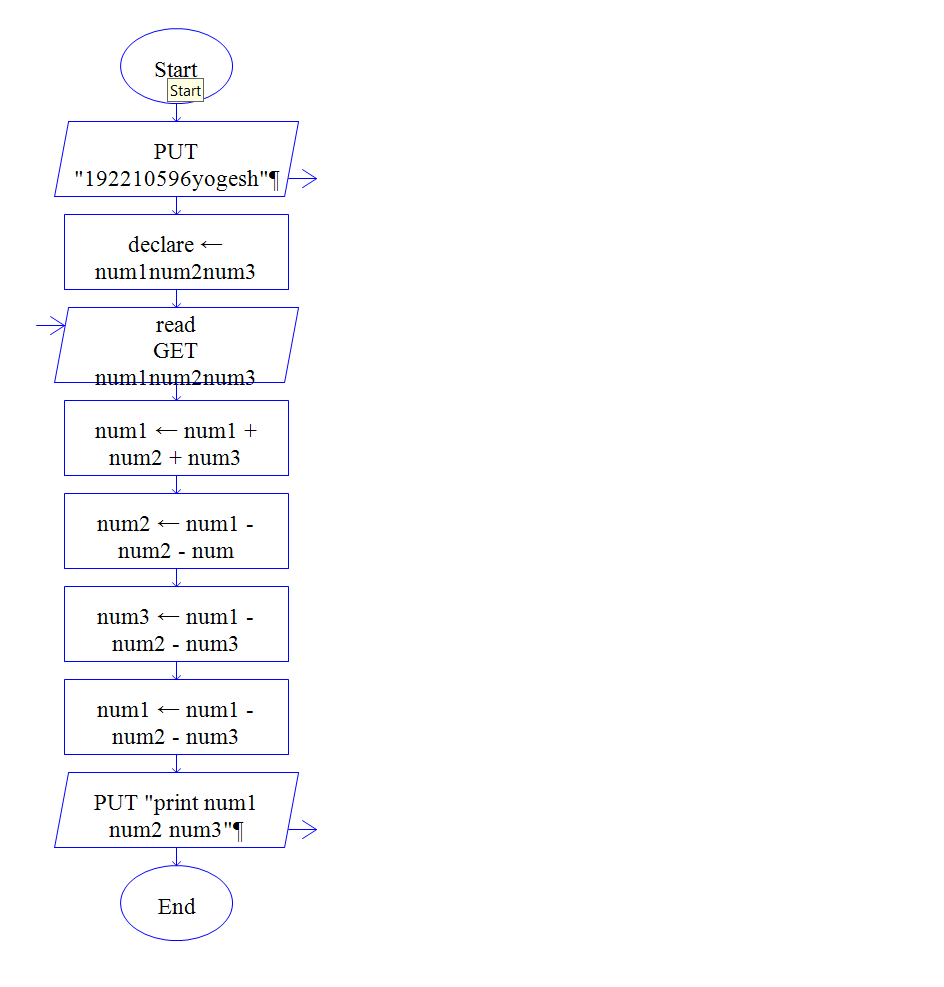 Start
Start
PUT
"192210596yogesh"¶
declare ←
num1num2num3
read
GET
num1num2num3
num1 ← num1 +
num2 + num3
num2 ← num1 -
num2 - num
num3 ← num1 -
num2 - num3
num1 ← num1 -
num2 - num3
PUT "print num1
num2 num3"¶
End